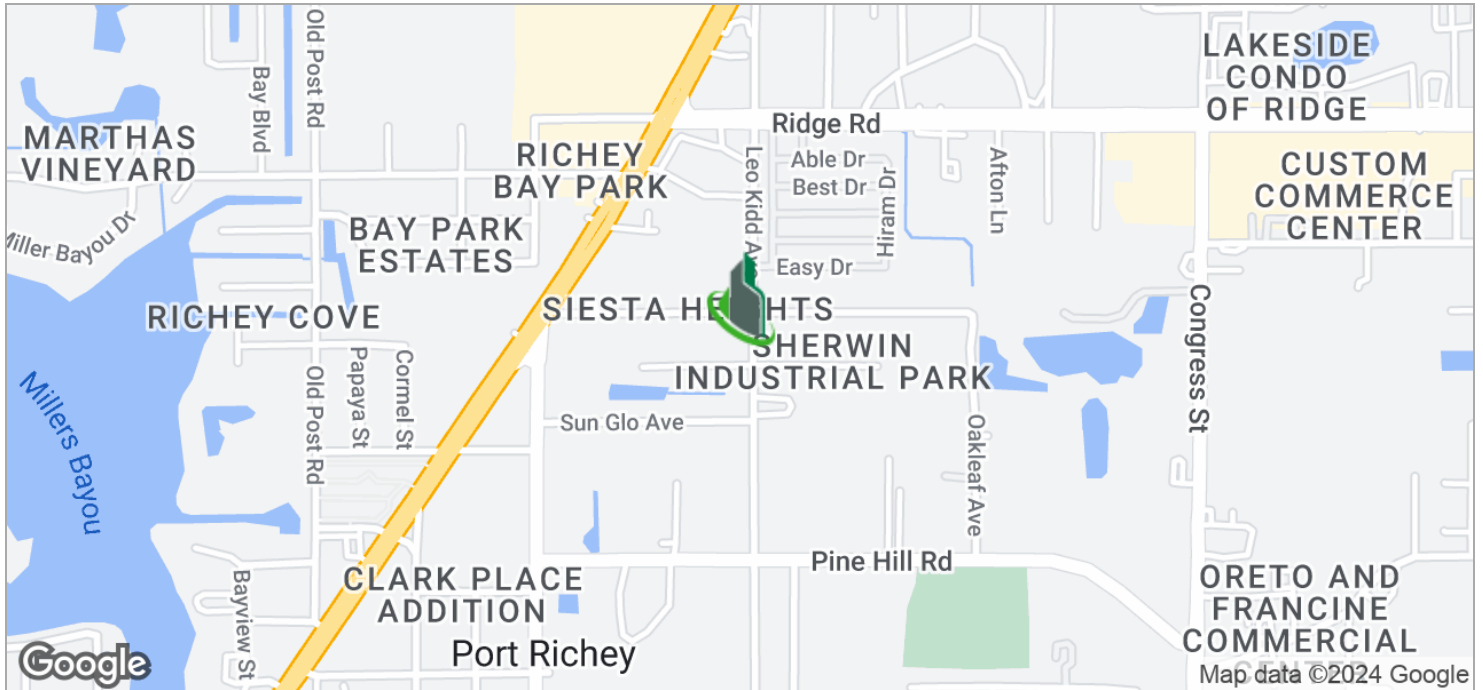 Old Post Rd
Bay Blvd
LAKESIDE
CONDO
OF RIDGE
MARTHAS
VINEYARD
Ridge Rd
RICHEY
BAY PARK
Leo Kidd Ave
Able Dr
Best Dr
Hiram Dr
Afton Ln
CUSTOM
COMMERCE
CENTER
Miller Bayou Dr
BAY PARK
ESTATES
Easy Dr
RICHEY COVE
SIESTA HEIGHTS
SHERWIN
INDUSTRIAL PARK
Congress St
Millers Bayou
Old Post Rd
Papaya St
Cormel St
Sun Glo Ave
Oakleaf Ave
Pine Hill Rd
CLARK PLACE
ADDITION
Bayview St
Port Richey
ORETO AND
FRANCINE
COMMERCIAL
CENTER
Google
Map data ©2024 Google